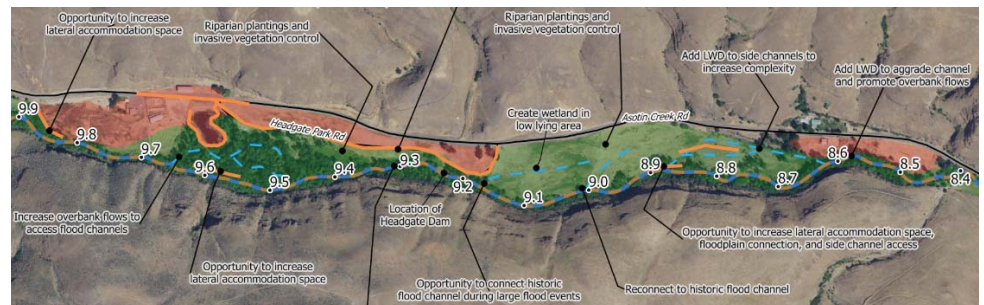 Opportunity to increase
lateral accommodation space
Riparian plantings and
invasive vegetation control
Riparian plantings and
invasive vegetation control
Add LWD to side channels to
increase complexity
Add LWD to aggrade channel
and promote overbank flows
Create wetland in
low lying area
Asotin Creek Rd
Headgate Park Rd
9.9
9.8
9.7
9.6
9.5
9.4
9.3
9.2
9.1
9.0
8.9
8.8
8.7
8.6
8.5
8.4
Increase overbank flows to
access flood channels
Location of
Headgate Dam
Opportunity to increase
lateral accommodation space
Opportunity to connect historic
flood channel during large flood events
Reconnect to historic flood channel
Opportunity to increase lateral accommodation space,
floodplain connection, and side channel access